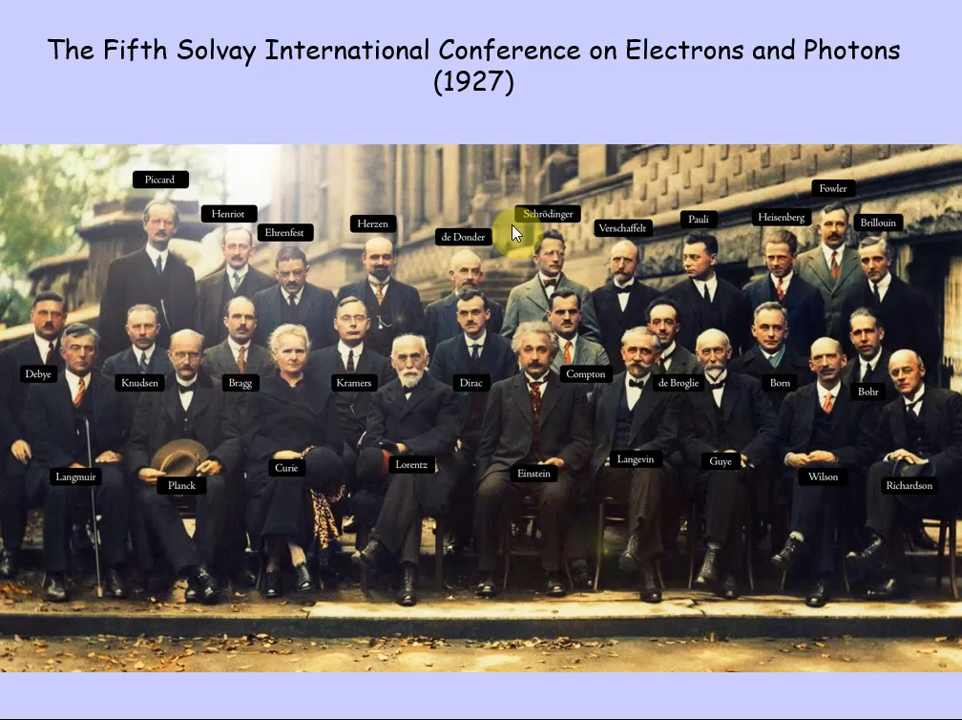 The Fifth Solvay International Conference on Electrons and Photons
(1927)
Piccard
Henriot
Ehrenfest
Herzen
de Donder
Schrödinger
Verschaffelt
Pauli
Heisenberg
Fowler
Brillouin
Debye
Knudsen
Bragg
Kramers
Dirac
Compton
de Broglie
Born
Bohr
Langmuir
Planck
Curie
Lorentz
Einstein
Langevin
Guye
Wilson
Richardson